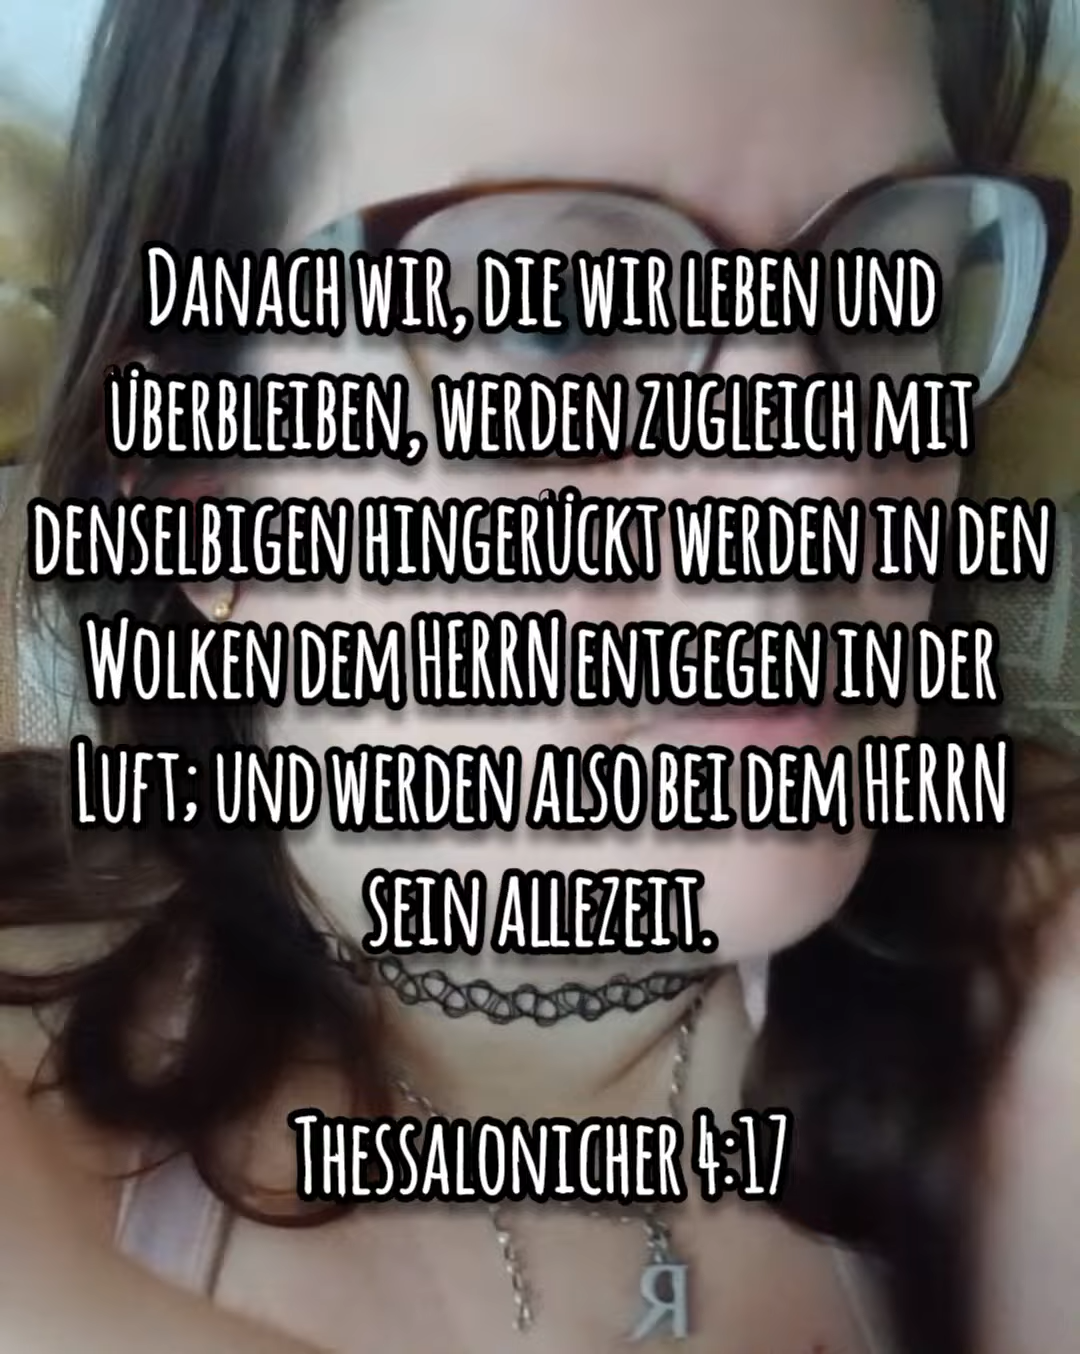 Danach wir, die wir leben und
überbleiben, werden zugleich mit
denselbigen hingerückt werden in den
Wolken dem HERRN entgegen in der
Luft; und werden also bei dem HERRN
sein allezeit.
Thessalonicher 4:17
R